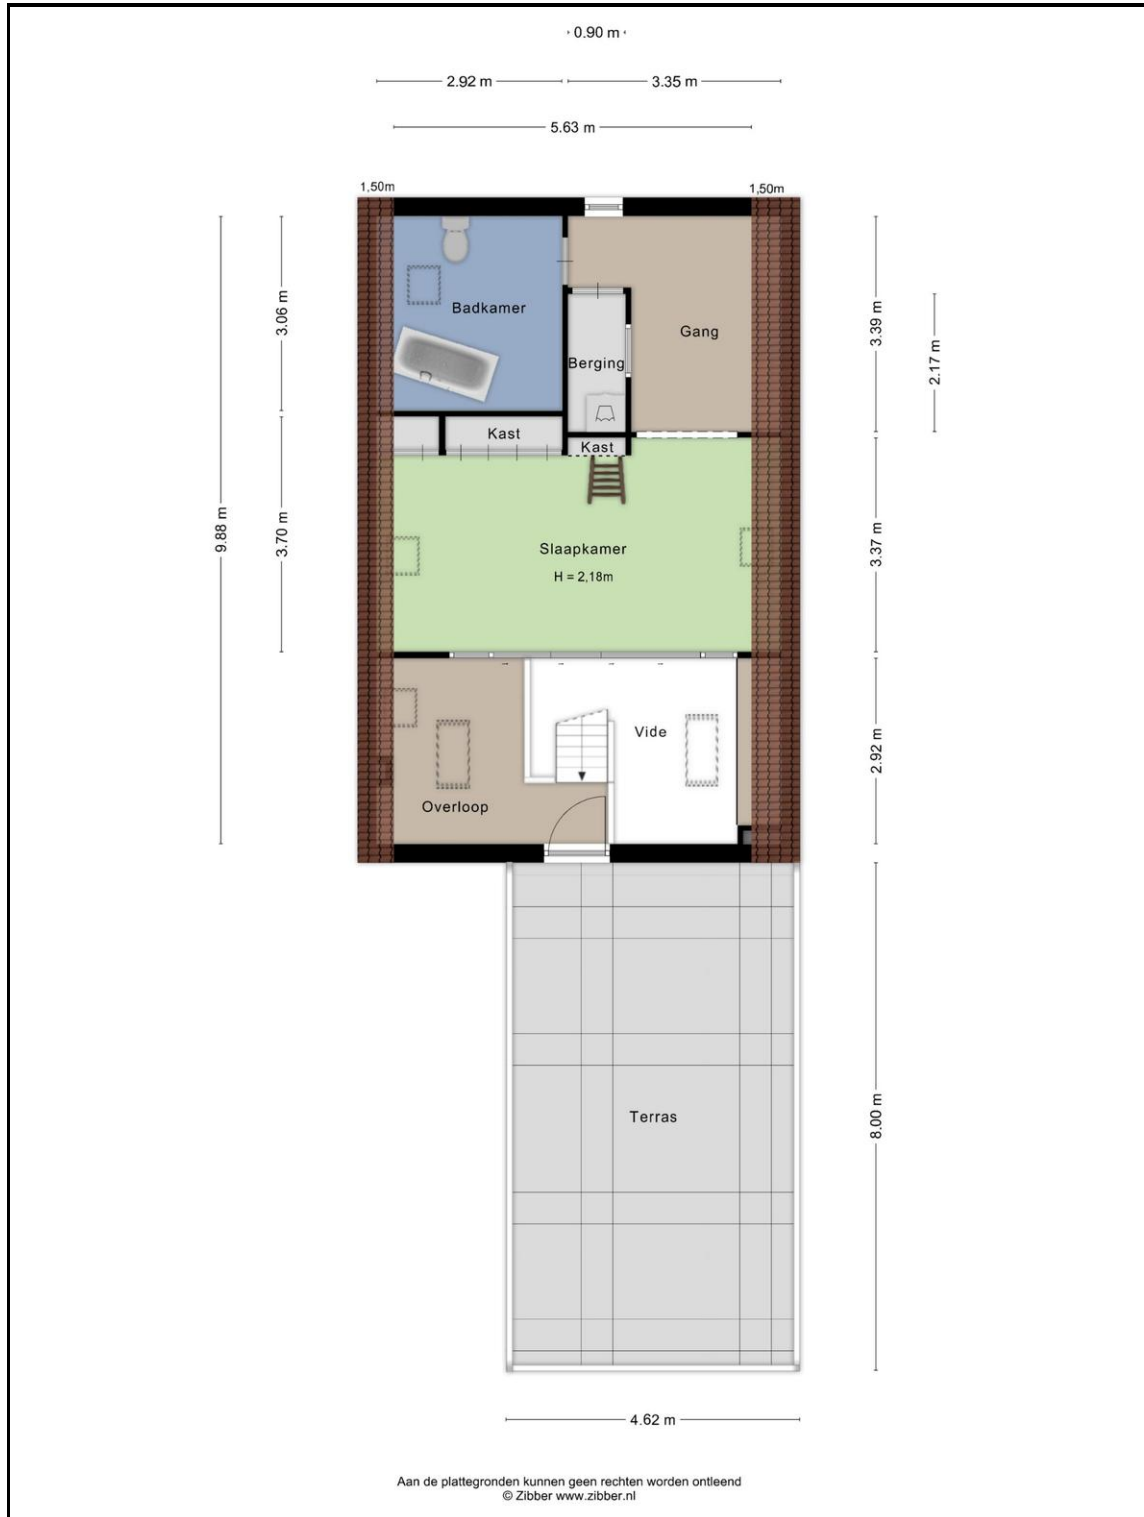 0.90 m
2.92 m
3.35 m
5.63 m
1,50m
1,50m
3.06 m
Badkamer
Gang
3.39 m
2.17 m
Berging
Kast
Kast
9.88 m
3.70 m
Slaapkamer
H = 2,18m
3.37 m
Vide
2.92 m
Overloop
Terras
8.00 m
4.62 m
Aan de plattegronden kunnen geen rechten worden ontleend
© Zibber www.zibber.nl